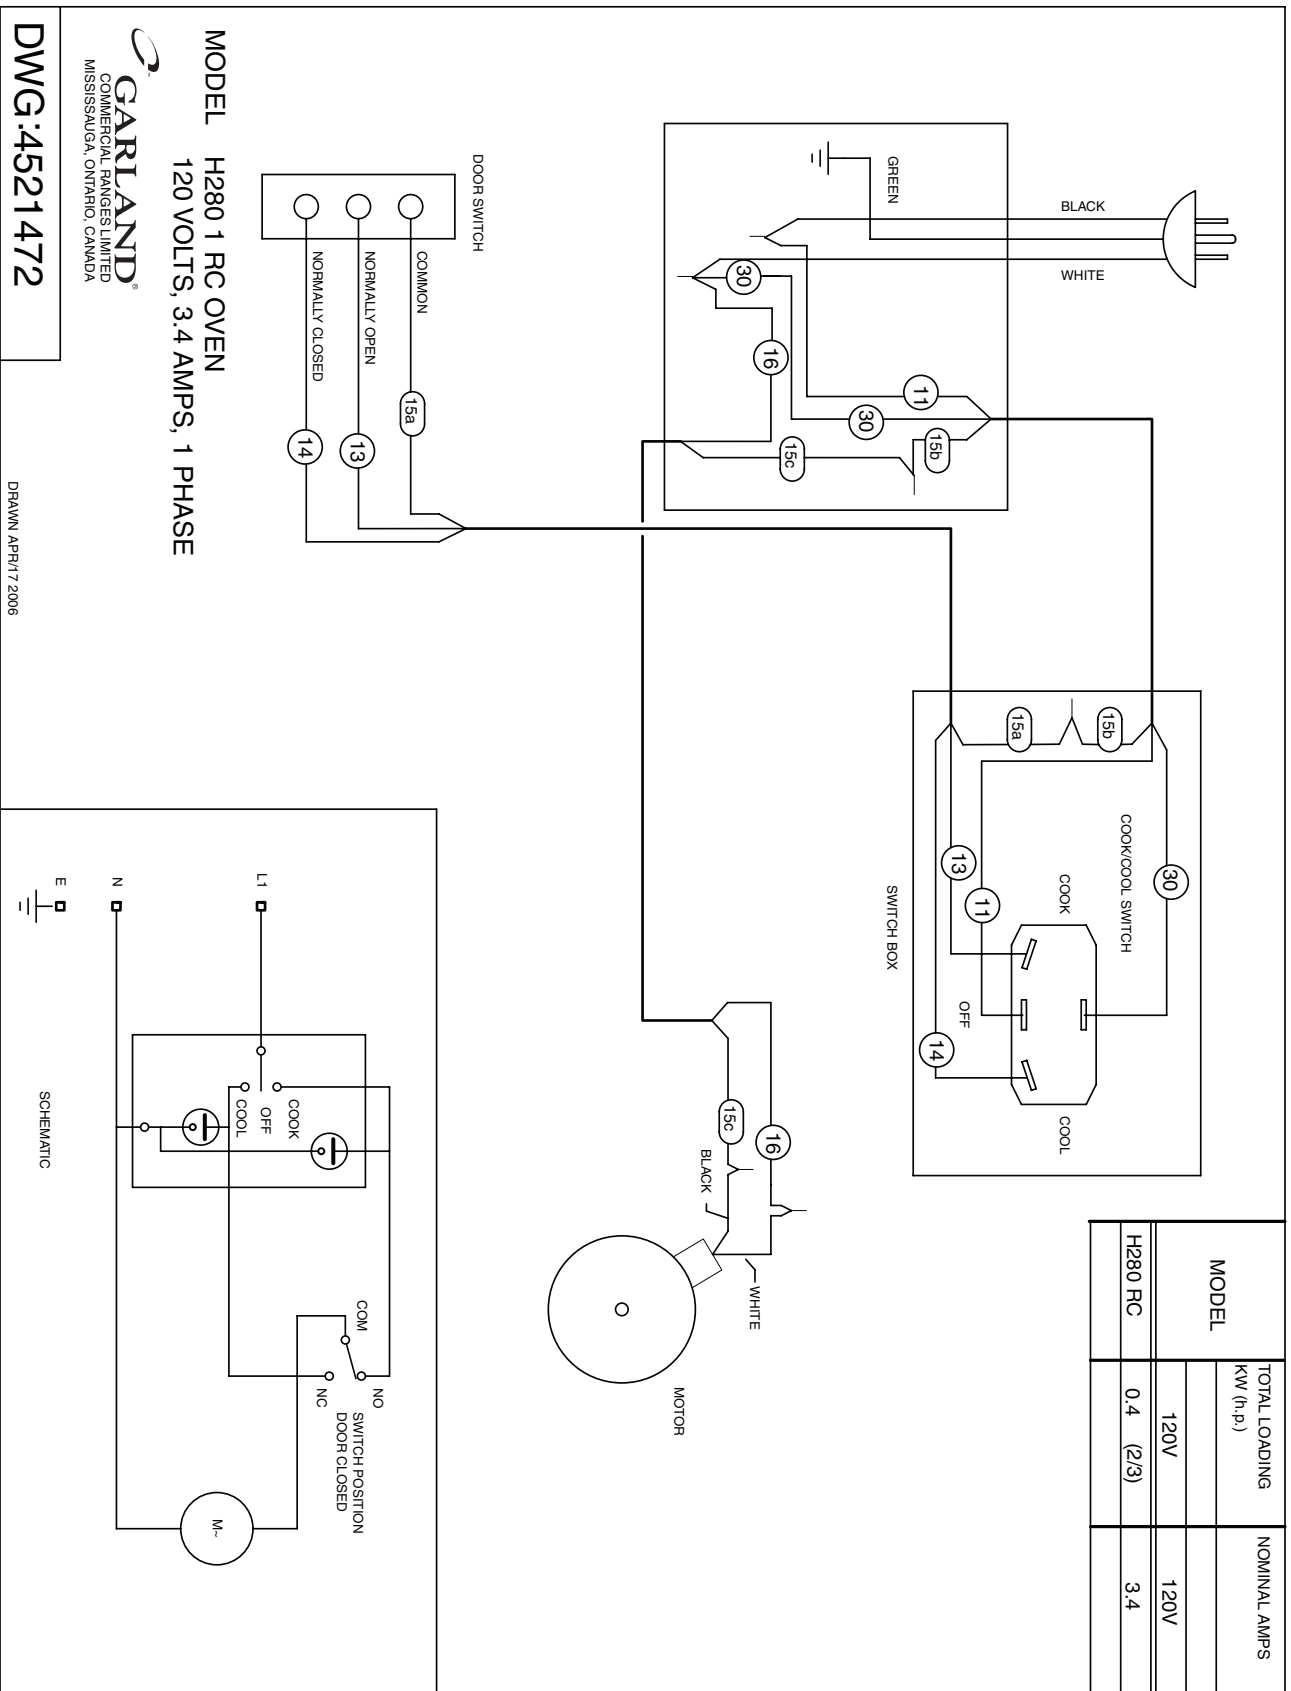 MODEL
TOTAL LOADING
KW (h.p.)
NOMINAL AMPS
120V
120V
H280 RC
0.4 (2/3)
3.4
BLACK
WHITE
GREEN
30
16
11
30
15b
15c
COOK/COOL SWITCH
30
15b
15a
COOK
13
11
OFF
14
COOL
SWITCH BOX
DOOR SWITCH
COMMON
15a
NORMALLY OPEN
13
NORMALLY CLOSED
14
16
15c
BLACK
WHITE
MOTOR
MODEL H280 1 RC OVEN
120 VOLTS, 3.4 AMPS, 1 PHASE
GARLAND®
COMMERCIAL RANGES LIMITED
MISSISSAUGA, ONTARIO, CANADA
DWG:4521472
DRAWN APR/17 2006
L1
N
E
COOK
OFF
COOL
COM
NO
NC
SWITCH POSITION
DOOR CLOSED
M~
SCHEMATIC